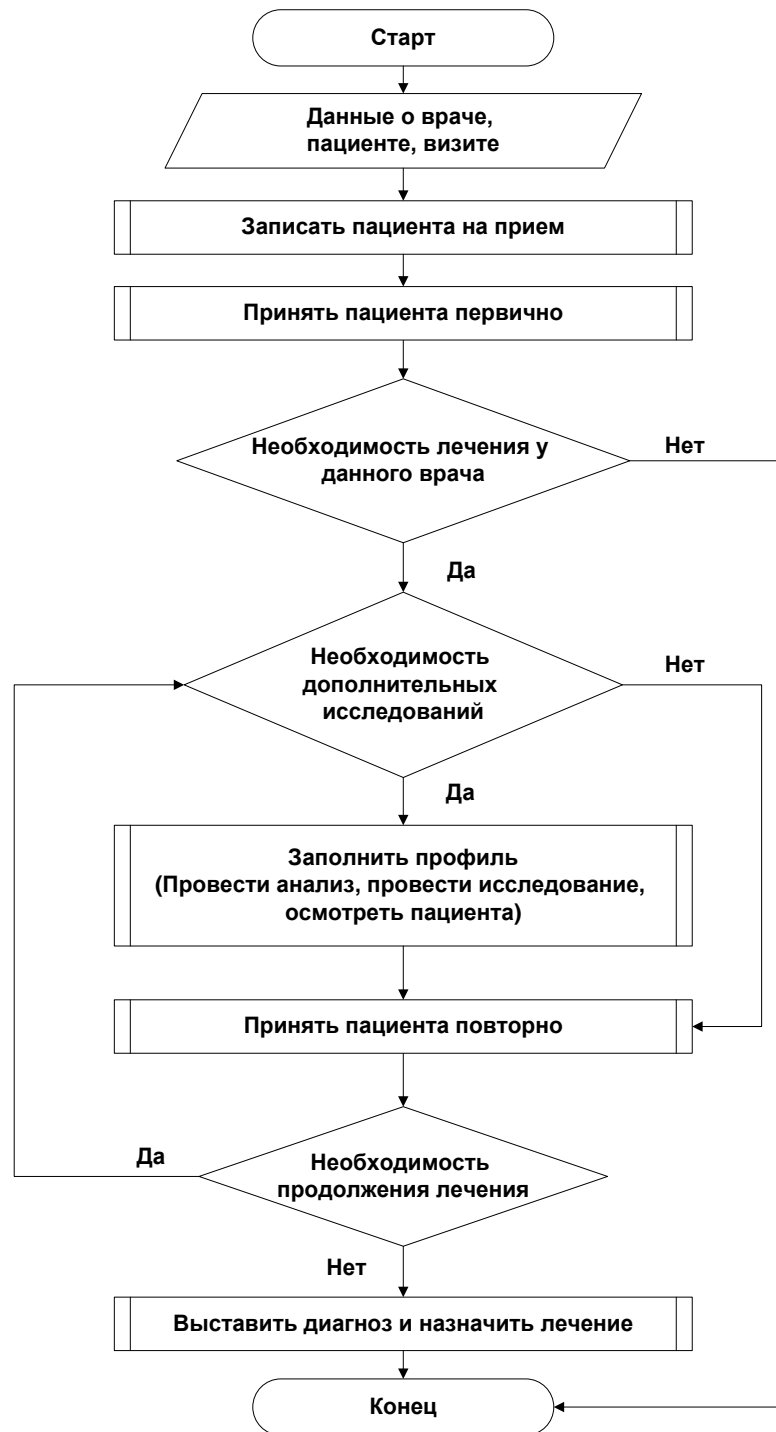 Старт
Данные о враче,
пациенте, визите
Записать пациента на прием
Принять пациента первично
Необходимость лечения у
данного врача
Нет
Да
Необходимость
дополнительных
исследований
Нет
Да
Заполнить профиль
(Провести анализ, провести исследование,
осмотреть пациента)
Принять пациента повторно
Да
Необходимость
продолжения лечения
Нет
Выставить диагноз и назначить лечение
Конец